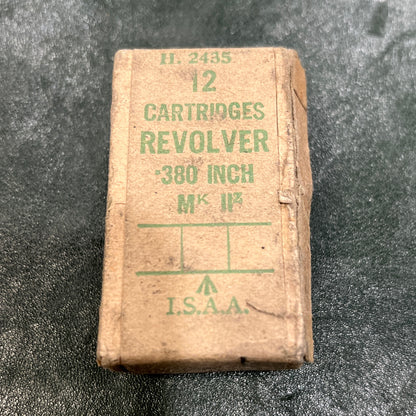 H. 2435
12
CARTRIDGES
REVOLVER
·380 INCH
Mᴷ IIᶻ
I.S.A.A.